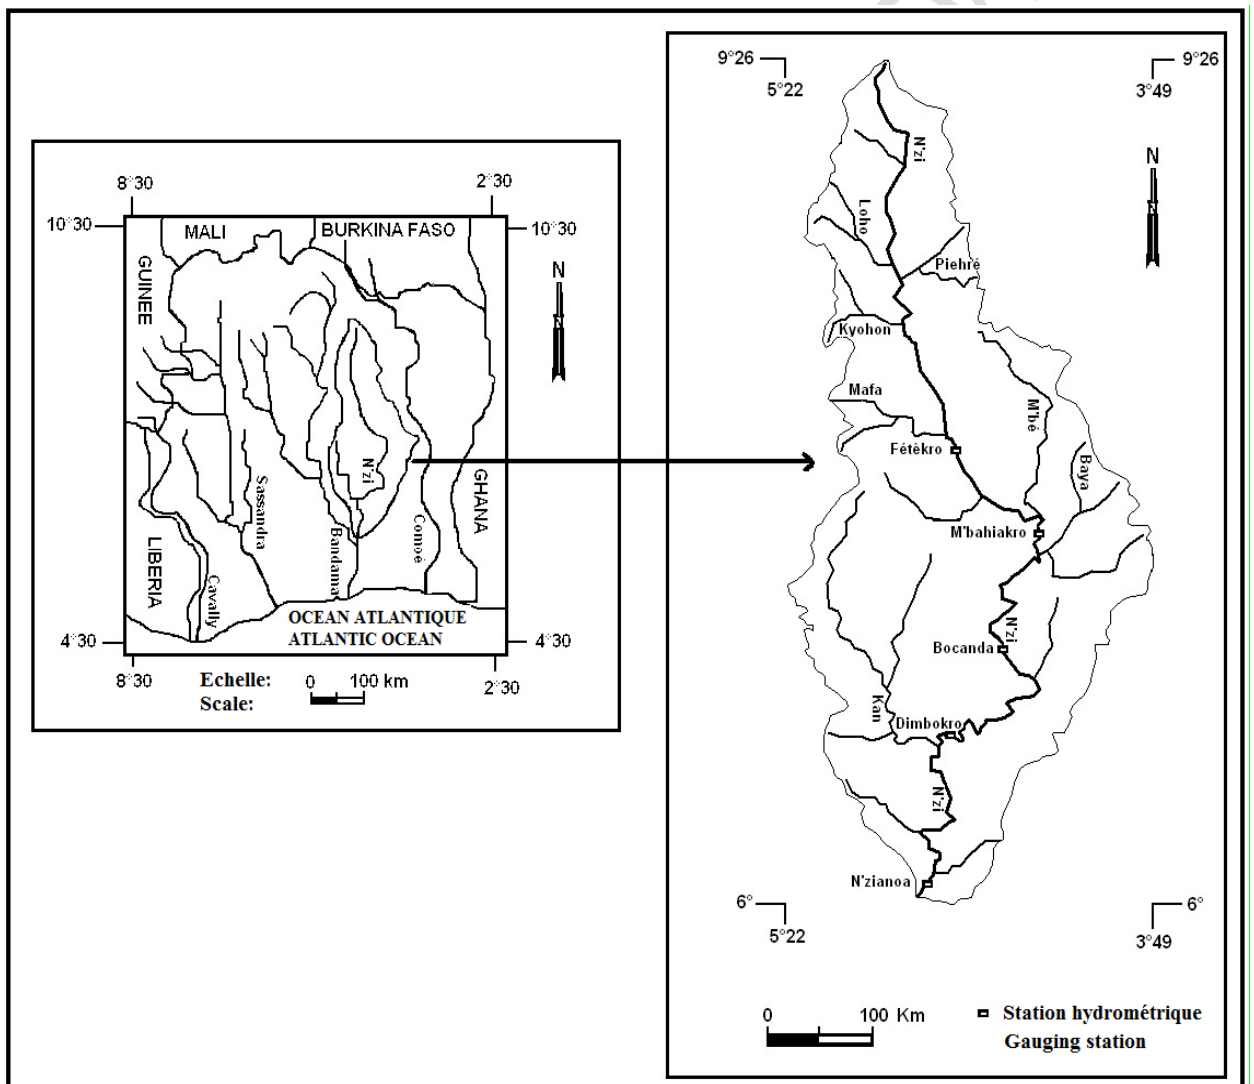 8°30
2°30
10°30
10°30
MALI
BURKINA FASO
GUINEE
N
N
N'zi
Sassandra
Bandama
Comoé
GHANA
LIBERIA
Cavally
OCEAN ATLANTIQUE
ATLANTIC OCEAN
4°30
4°30
8°30
2°30
Echelle:
Scale:
0
100 km
9°26
9°26
5°22
3°49
N
N
N'zi
Loho
Piehré
Kyohon
Mafa
M'bé
Fétêkro
Baya
M'bahiakro
N'zi
Bocanda
Kan
Dimbokro
N'zi
N'zianoa
6°
6°
5°22
3°49
0
100 Km
Station hydrométrique
Gauging station